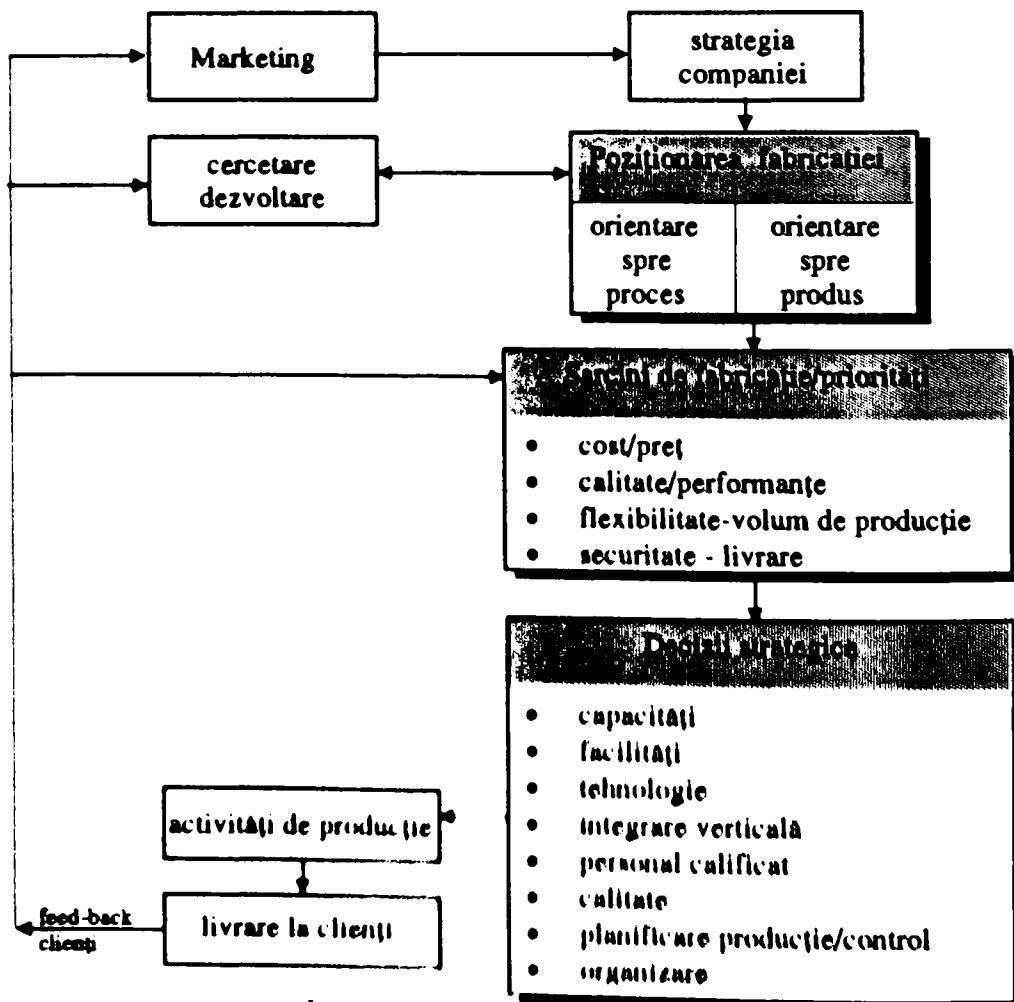 Marketing
strategia
companiei
cercetare
dezvoltare
Poziționarea fabricației
orientare
spre
proces
orientare
spre
produs
Sarcini de fabricație/priorități
• cost/preț
• calitate/performanțe
• flexibilitate-volum de producție
• securitate - livrare
Decizii strategice
• capacități
• facilități
• tehnologie
• integrare verticală
• personal calificat
• calitate
• planificare producție/control
• organizare
activități de producție
livrare la clienți
feed-back
clienți